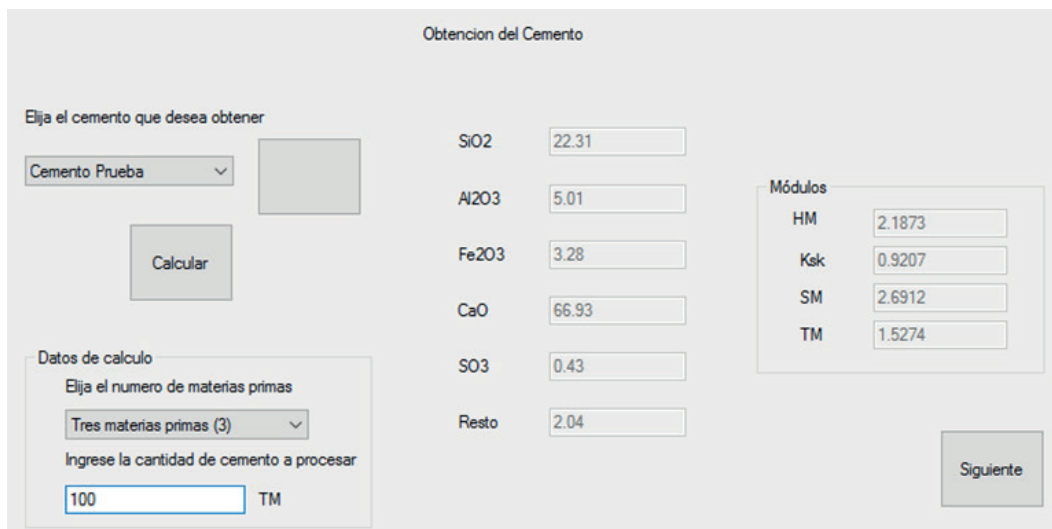 Obtencion del Cemento
Elija el cemento que desea obtener
Cemento Prueba
Calcular
Datos de calculo
Elija el numero de materias primas
Tres materias primas (3)
Ingrese la cantidad de cemento a procesar
100 TM
SiO2 22.31
Al2O3 5.01
Fe2O3 3.28
CaO 66.93
SO3 0.43
Resto 2.04
Módulos
HM 2.1873
Ksk 0.9207
SM 2.6912
TM 1.5274
Siguiente